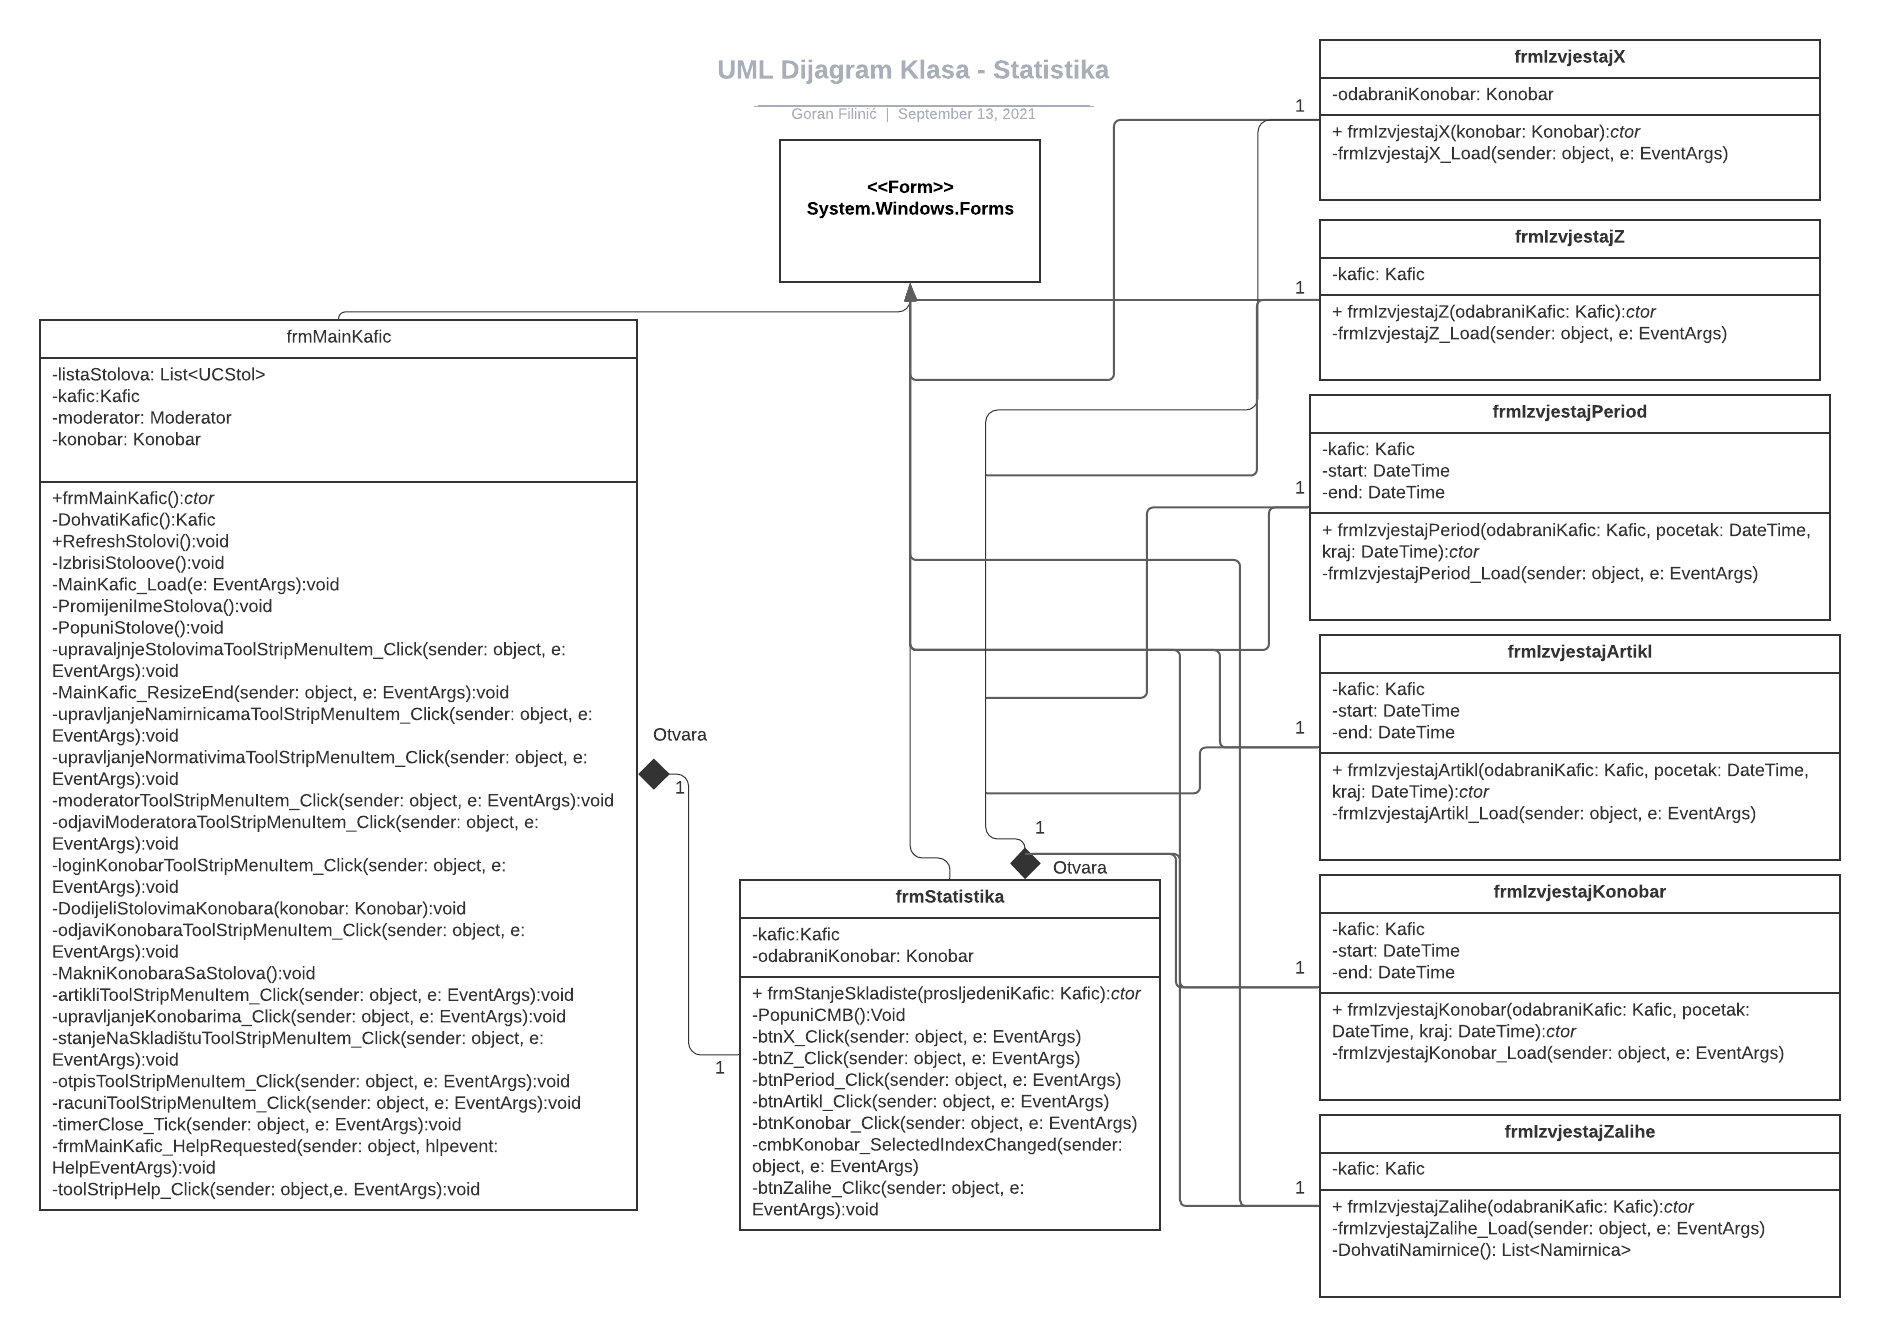 UML Dijagram Klasa - Statistika
Goran Filinić | September 13, 2021
<<Form>>
System.Windows.Forms
frmMainKafic
-listaStolova: List<UCStol>
-kafic:Kafic
-moderator: Moderator
-konobar: Konobar
+frmMainKafic():ctor
-DohvatiKafic():Kafic
+RefreshStolovi():void
-IzbrisiStoloove():void
-MainKafic_Load(e: EventArgs):void
-PromijeniImeStolova():void
-PopuniStolove():void
-upravaljnjeStolovimaToolStripMenuItem_Click(sender: object, e:
EventArgs):void
-MainKafic_ResizeEnd(sender: object, e: EventArgs):void
-upravljanjeNamirnicamaToolStripMenuItem_Click(sender: object, e:
EventArgs):void
-upravljanjeNormativimaToolStripMenuItem_Click(sender: object, e:
EventArgs):void
-moderatorToolStripMenuItem_Click(sender: object, e: EventArgs):void
-odjaviModeratoraToolStripMenuItem_Click(sender: object, e:
EventArgs):void
-loginKonobarToolStripMenuItem_Click(sender: object, e:
EventArgs):void
-DodijeliStolovimaKonobara(konobar: Konobar):void
-odjaviKonobaraToolStripMenuItem_Click(sender: object, e:
EventArgs):void
-MakniKonobaraSaStolova():void
-artikliToolStripMenuItem_Click(sender: object, e: EventArgs):void
-upravljanjeKonobarima_Click(sender: object, e: EventArgs):void
-stanjeNaSkladištuToolStripMenuItem_Click(sender: object, e:
EventArgs):void
-otpisToolStripMenuItem_Click(sender: object, e: EventArgs):void
-racuniToolStripMenuItem_Click(sender: object, e: EventArgs):void
-timerClose_Tick(sender: object, e: EventArgs):void
-frmMainKafic_HelpRequested(sender: object, hlpevent:
HelpEventArgs):void
-toolStripHelp_Click(sender: object,e. EventArgs):void
Otvara
1
1
1
Otvara
frmStatistika
-kafic:Kafic
-odabraniKonobar: Konobar
+ frmStanjeSkladiste(prosljedeniKafic: Kafic):ctor
-PopuniCMB():Void
-btnX_Click(sender: object, e: EventArgs)
-btnZ_Click(sender: object, e: EventArgs)
-btnPeriod_Click(sender: object, e: EventArgs)
-btnArtikl_Click(sender: object, e: EventArgs)
-btnKonobar_Click(sender: object, e: EventArgs)
-cmbKonobar_SelectedIndexChanged(sender:
object, e: EventArgs)
-btnZalihe_Clikc(sender: object, e:
EventArgs):void
1
frmIzvjestajX
-odabraniKonobar: Konobar
+ frmIzvjestajX(konobar: Konobar):ctor
-frmIzvjestajX_Load(sender: object, e: EventArgs)
1
frmIzvjestajZ
-kafic: Kafic
+ frmIzvjestajZ(odabraniKafic: Kafic):ctor
-frmIzvjestajZ_Load(sender: object, e: EventArgs)
1
frmIzvjestajPeriod
-kafic: Kafic
-start: DateTime
-end: DateTime
+ frmIzvjestajPeriod(odabraniKafic: Kafic, pocetak: DateTime,
kraj: DateTime):ctor
-frmIzvjestajPeriod_Load(sender: object, e: EventArgs)
1
frmIzvjestajArtikl
-kafic: Kafic
-start: DateTime
-end: DateTime
+ frmIzvjestajArtikl(odabraniKafic: Kafic, pocetak: DateTime,
kraj: DateTime):ctor
-frmIzvjestajArtikl_Load(sender: object, e: EventArgs)
1
frmIzvjestajKonobar
-kafic: Kafic
-start: DateTime
-end: DateTime
+ frmIzvjestajKonobar(odabraniKafic: Kafic, pocetak:
DateTime, kraj: DateTime):ctor
-frmIzvjestajKonobar_Load(sender: object, e: EventArgs)
1
frmIzvjestajZalihe
-kafic: Kafic
+ frmIzvjestajZalihe(odabraniKafic: Kafic):ctor
-frmIzvjestajZalihe_Load(sender: object, e: EventArgs)
-DohvatiNamirnice(): List<Namirnica>